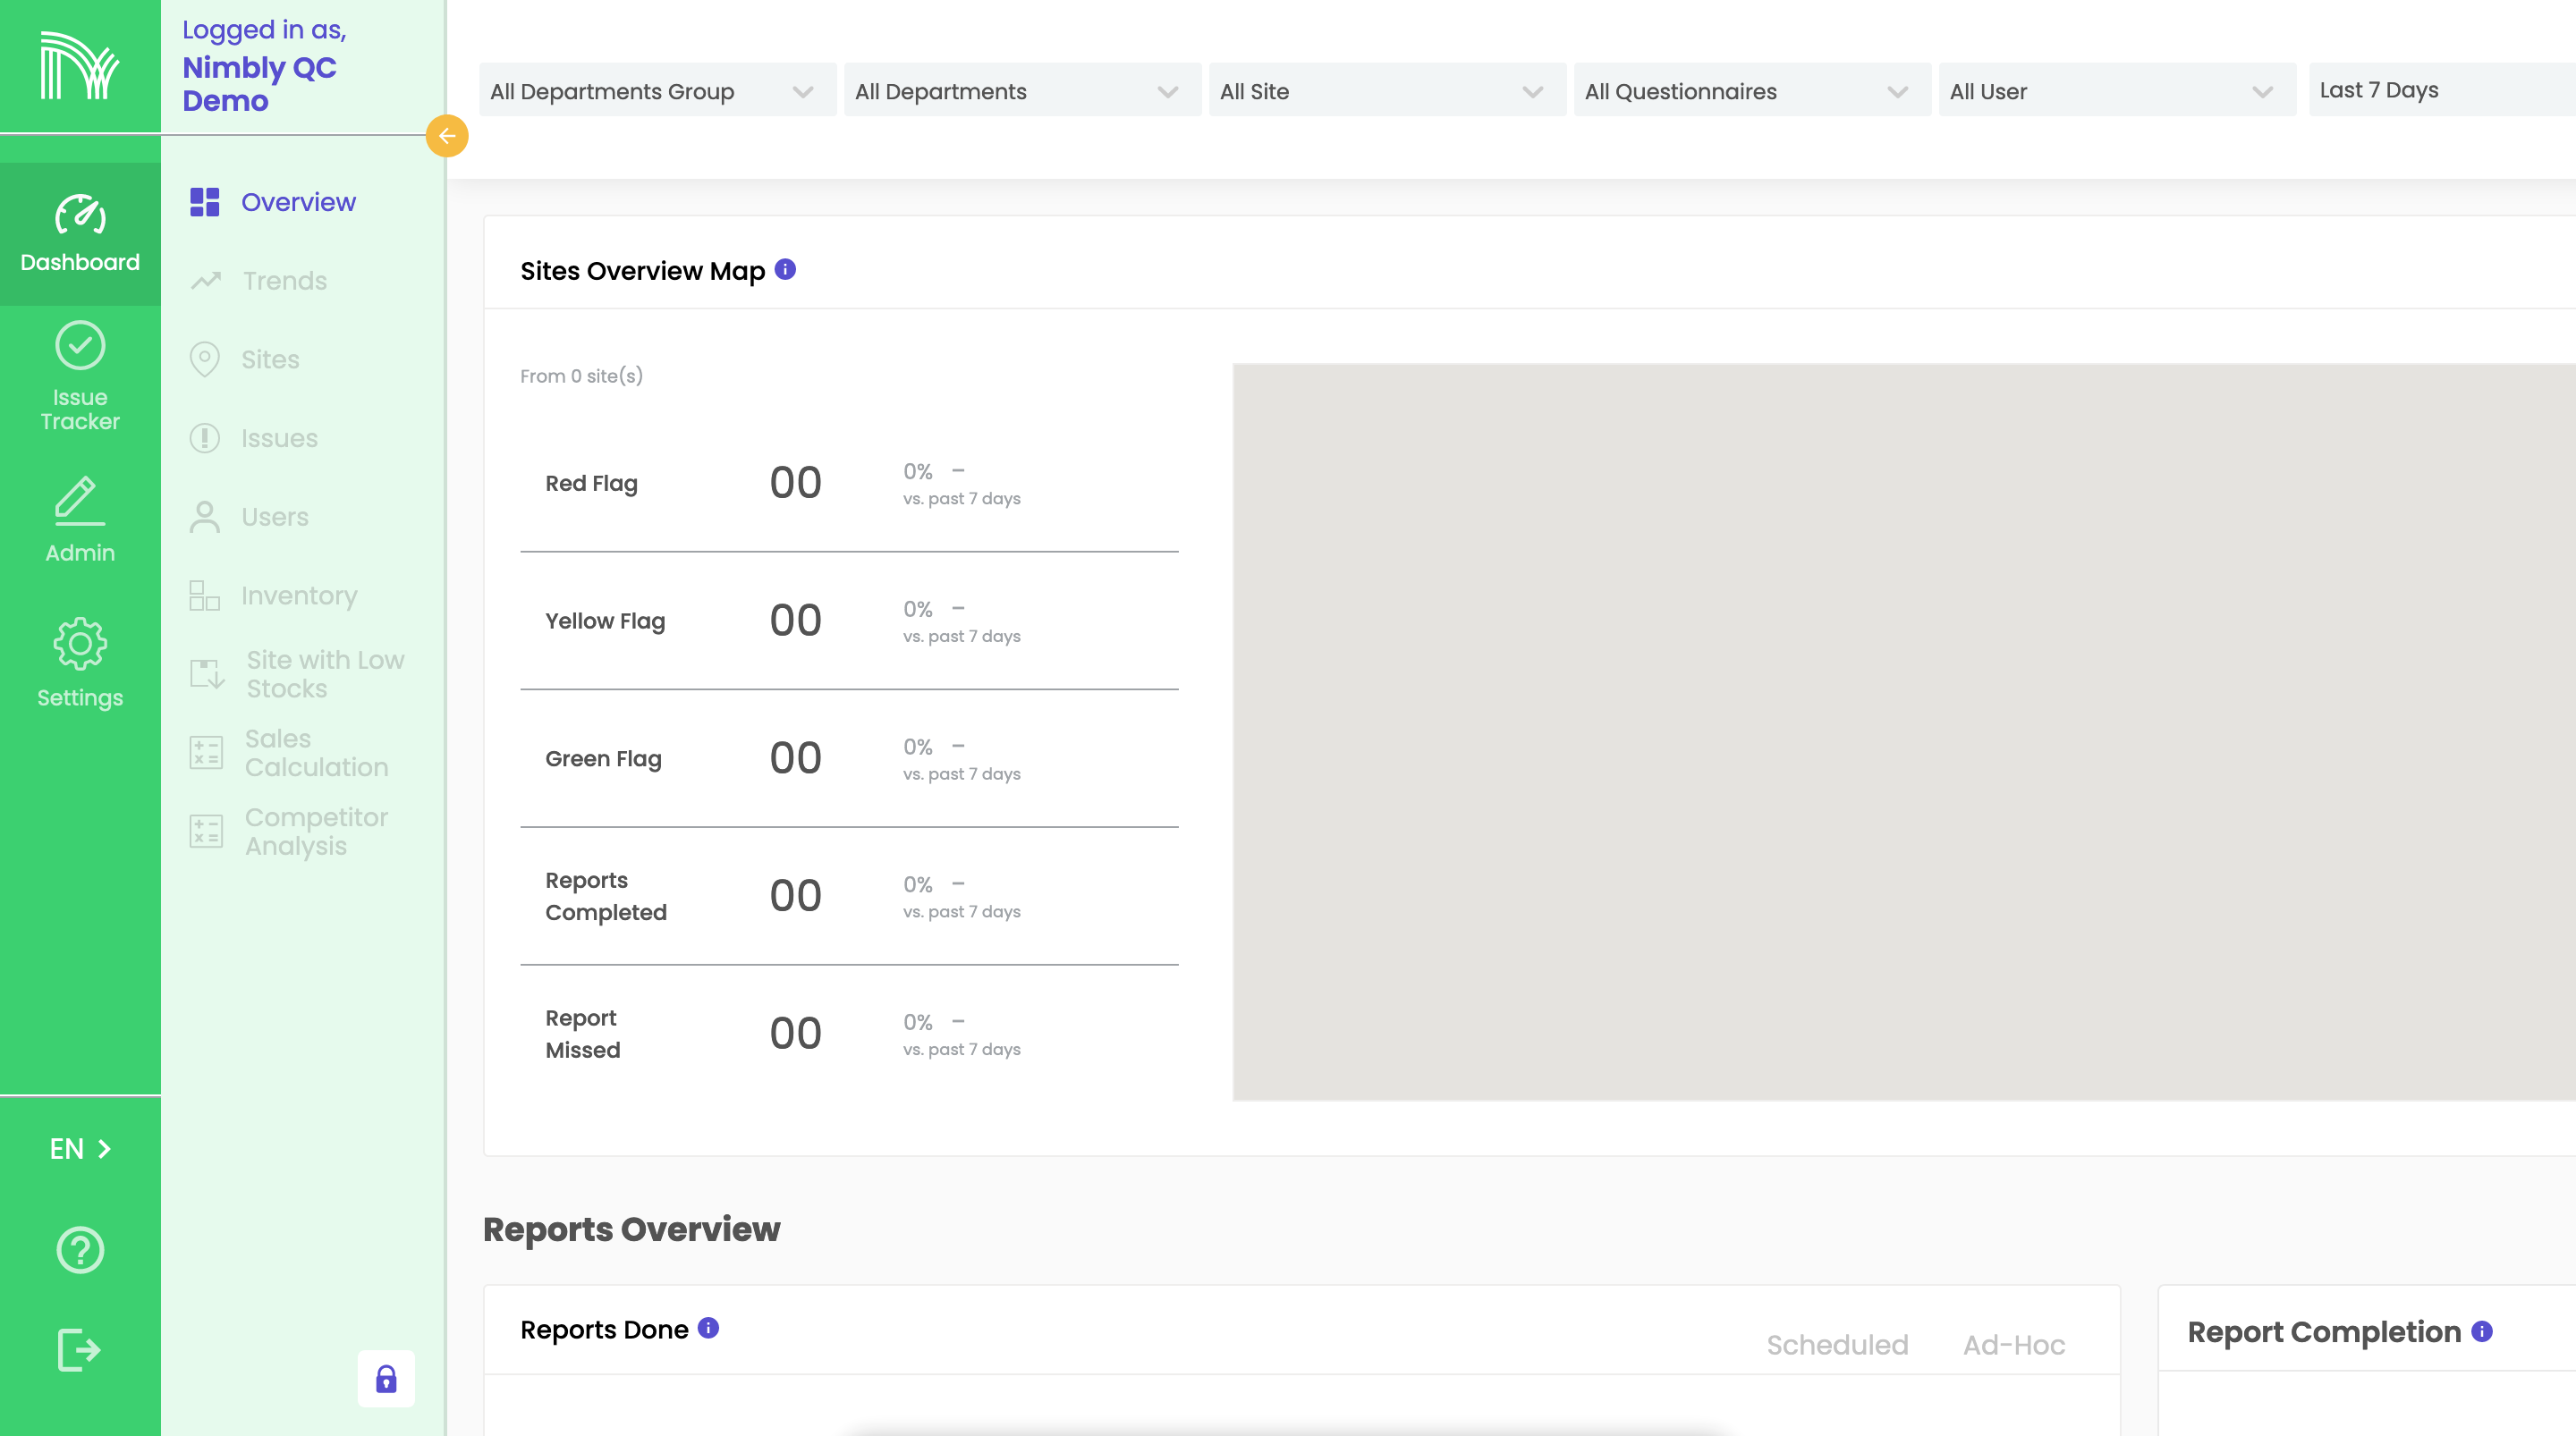 Logged in as,
Nimbly QC
Demo
Dashboard
Issue
Tracker
Admin
Settings
EN
Overview
Trends
Sites
Issues
Users
Inventory
Site with Low
Stocks
Sales
Calculation
Competitor
Analysis
All Departments Group
All Departments
All Site
All Questionnaires
All User
Last 7 Days
Sites Overview Map
From 0 site(s)
Red Flag
00
0% –
vs. past 7 days
Yellow Flag
00
0% –
vs. past 7 days
Green Flag
00
0% –
vs. past 7 days
Reports
Completed
00
0% –
vs. past 7 days
Report
Missed
00
0% –
vs. past 7 days
Reports Overview
Reports Done
Scheduled
Ad-Hoc
Report Completion